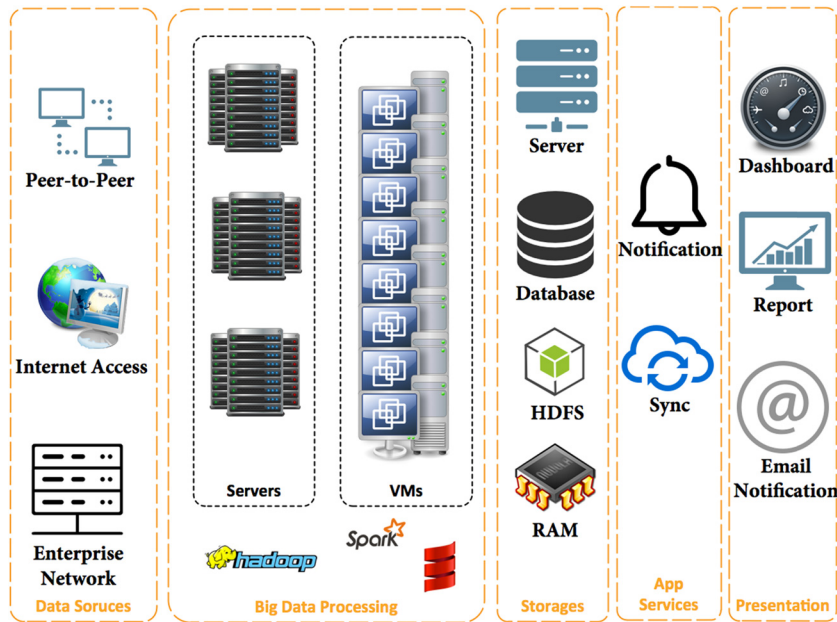 Peer-to-Peer
Internet Access
Enterprise
Network
Data Soruces
Servers
VMs
hadoop
Spark
Big Data Processing
Server
Database
HDFS
RAM
Storages
Notification
Sync
App
Services
Dashboard
Report
@
Email
Notification
Presentation